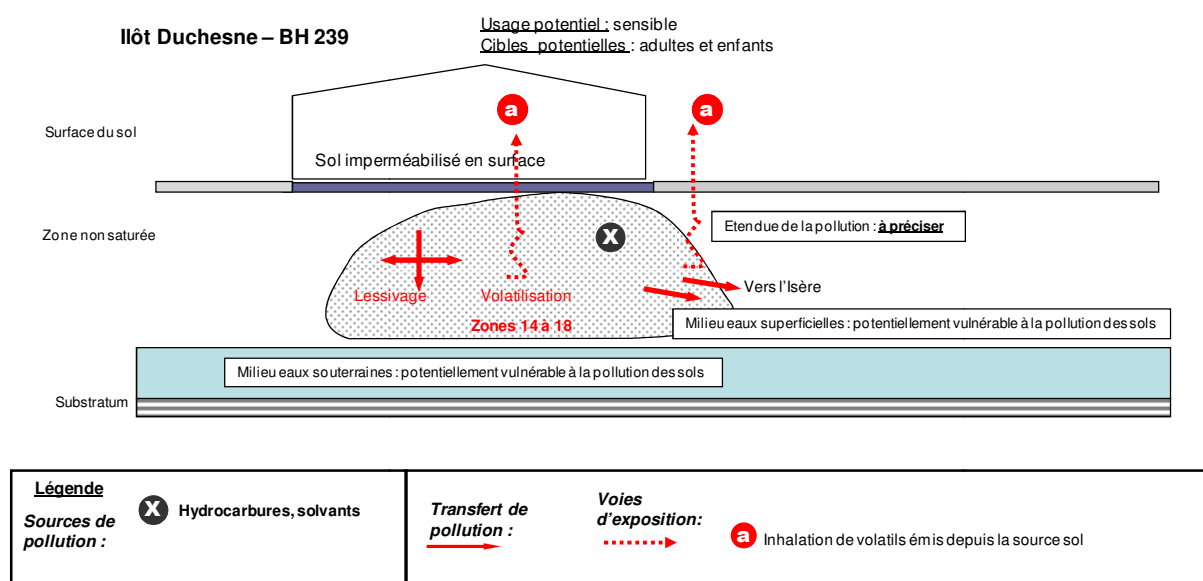 Ilôt Duchesne – BH 239
Usage potentiel : sensible
Cibles potentielles : adultes et enfants
a
a
Surface du sol
Sol imperméabilisé en surface
Zone non saturée
X
Etendue de la pollution : à préciser
Lessivage
Volatilisation
Vers l'Isère
Zones 14 à 18
Milieu eaux superficielles : potentiellement vulnérable à la pollution des sols
Milieu eaux souterraines : potentiellement vulnérable à la pollution des sols
Substratum
Légende
Sources de
pollution :
X
Hydrocarbures, solvants
Transfert de
pollution :
Voies
d'exposition:
a
Inhalation de volatils émis depuis la source sol